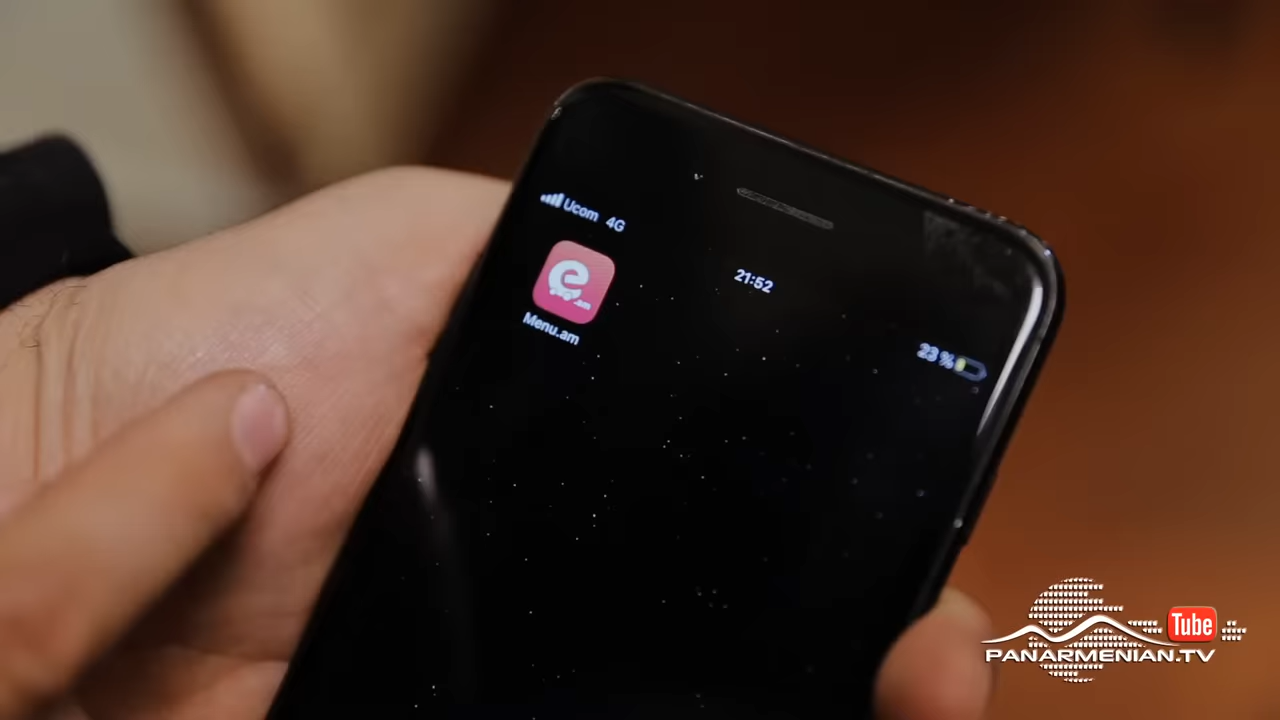 Ucom 4G
21:52
23 %
e
.am
Menu.am
Tube
PANARMENIAN.TV